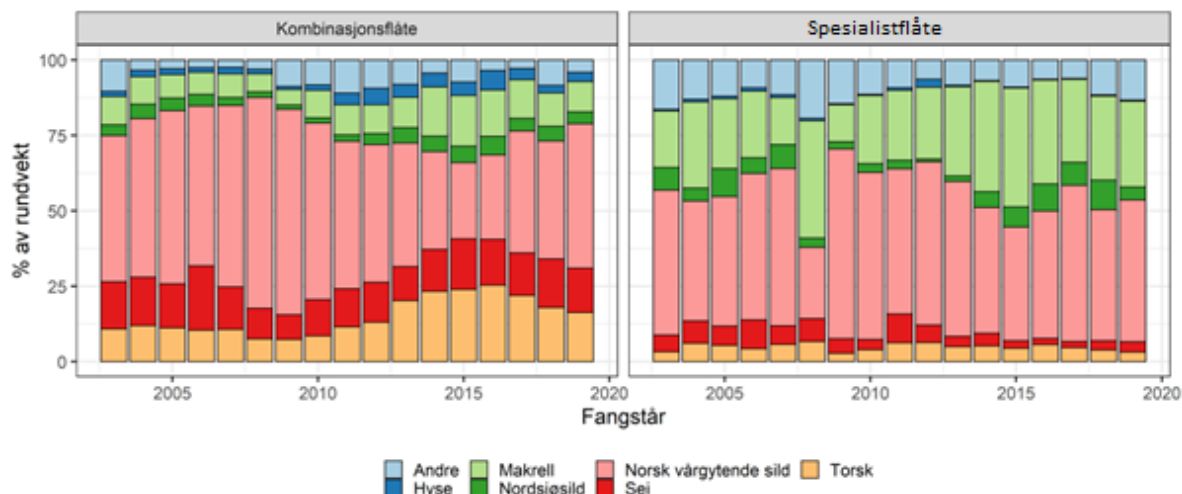 Kombinasjonsflåte
Spesialistflåte
100
75
50
25
0
% av rundvekt
2005 2010 2015 2020
2005 2010 2015 2020
Fangstår
Andre Makrell Norsk vårgytende sild Torsk
Hyse Nordsjøsild Sei